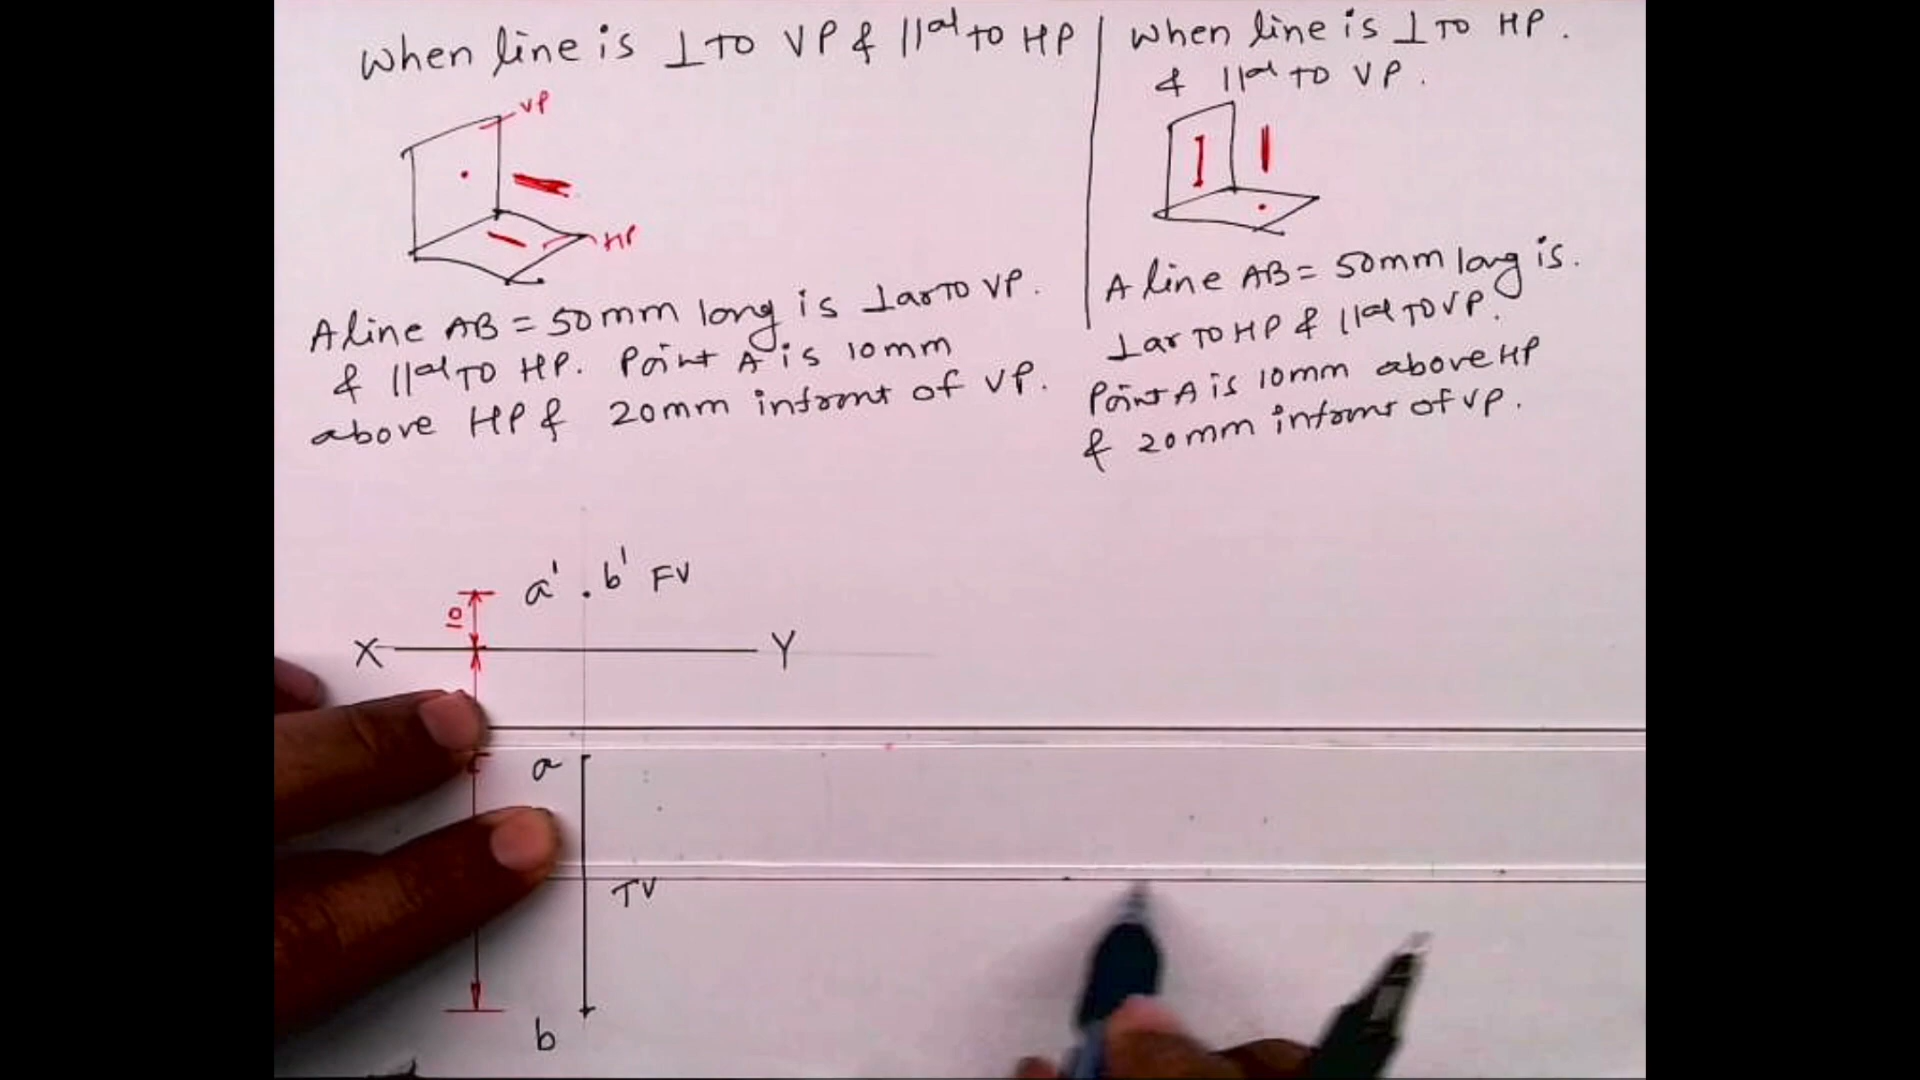 When line is ⊥ TO VP & ||al to HP
VP
HP
A line AB = 50mm long is ⊥ar TO VP.
& ||al TO HP. Point A is 10mm
above HP & 20mm infront of VP.
When line is ⊥ TO HP.
& ||al TO VP.
A line AB = 50mm long is.
⊥ar TO HP & ||al TO VP.
Point A is 10mm above HP
& 20mm infront of VP.
a' . b' FV
10
X Y
a
TV
b